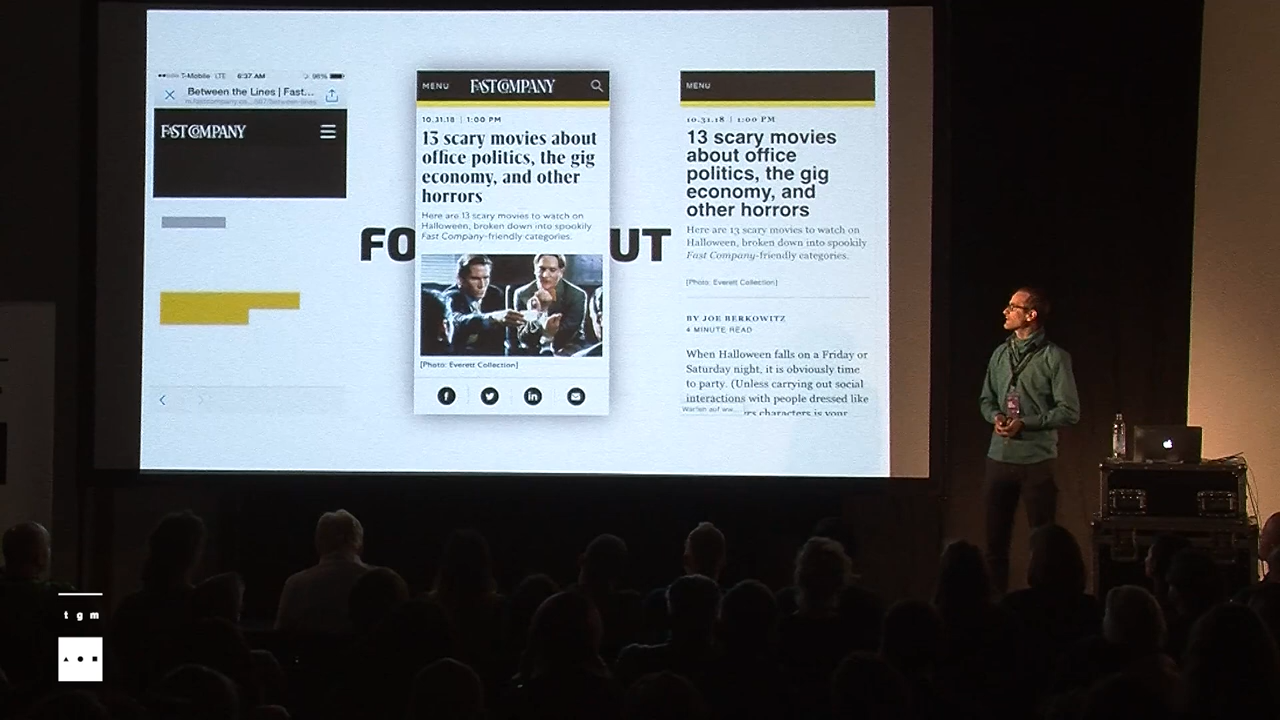 T-Mobile LTE 6:37 AM 96%
Between the Lines | Fast...
FAST COMPANY
FO
UT
MENU FAST COMPANY
10.31.18 | 1:00 PM
13 scary movies about
office politics, the gig
economy, and other
horrors
Here are 13 scary movies to watch on
Halloween, broken down into spookily
Fast Company-friendly categories.
[Photo: Everett Collection]
MENU
10.31.18 | 1:00 PM
13 scary movies
about office
politics, the gig
economy, and
other horrors
Here are 13 scary movies to watch on
Halloween, broken down into spookily
Fast Company-friendly categories.
[Photo: Everett Collection]
BY JOE BERKOWITZ
4 MINUTE READ
When Halloween falls on a Friday or
Saturday night, it is obviously time
to party. (Unless carrying out social
interactions with people dressed like
characters is your
tgm